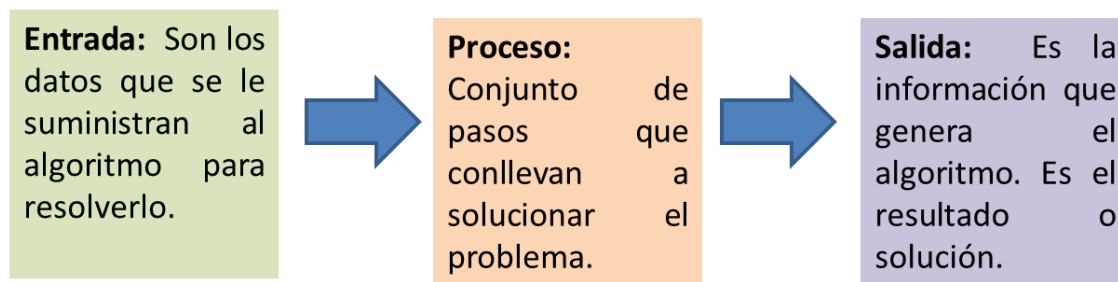 Entrada: Son los
datos que se le
suministran al
algoritmo para
resolverlo.
Proceso:
Conjunto de
pasos que
conllevan a
solucionar el
problema.
Salida: Es la
información que
genera el
algoritmo. Es el
resultado o
solución.